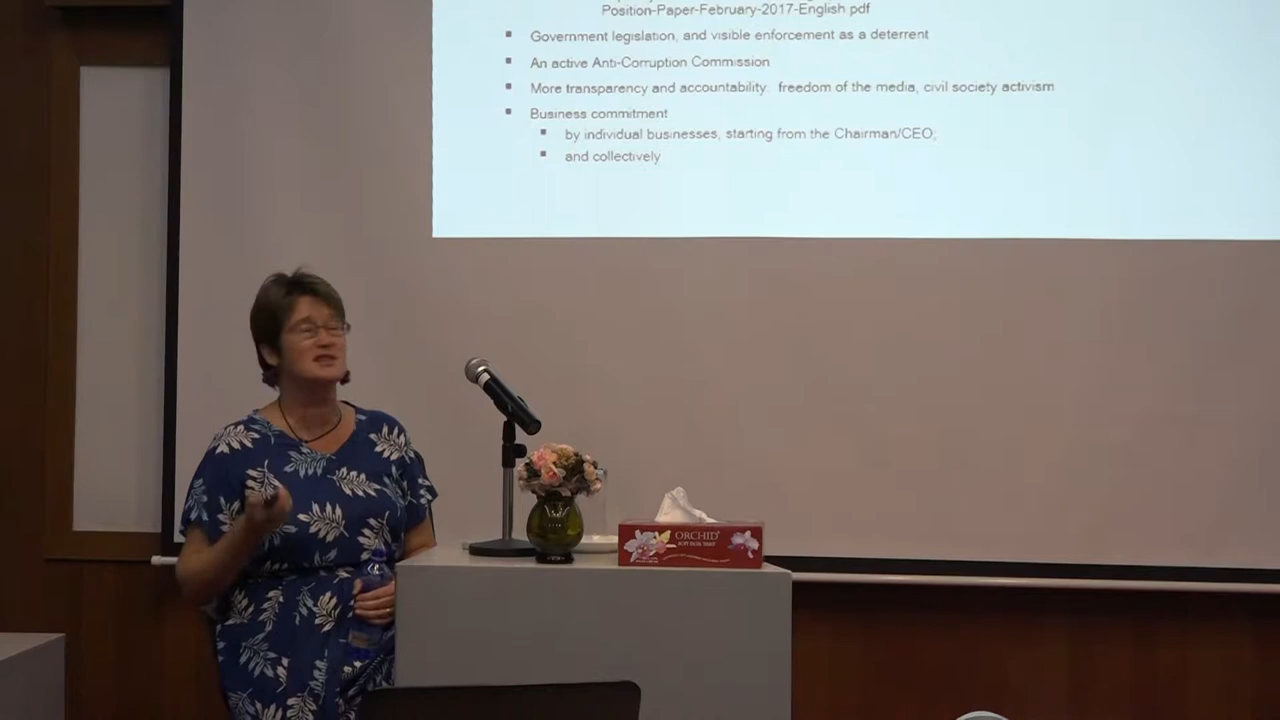 Position-Paper-February-2017-English pdf
Government legislation, and visible enforcement as a deterrent
An active Anti-Corruption Commission
More transparency and accountability: freedom of the media, civil society activism
Business commitment
by individual businesses, starting from the Chairman/CEO;
and collectively
ORCHID